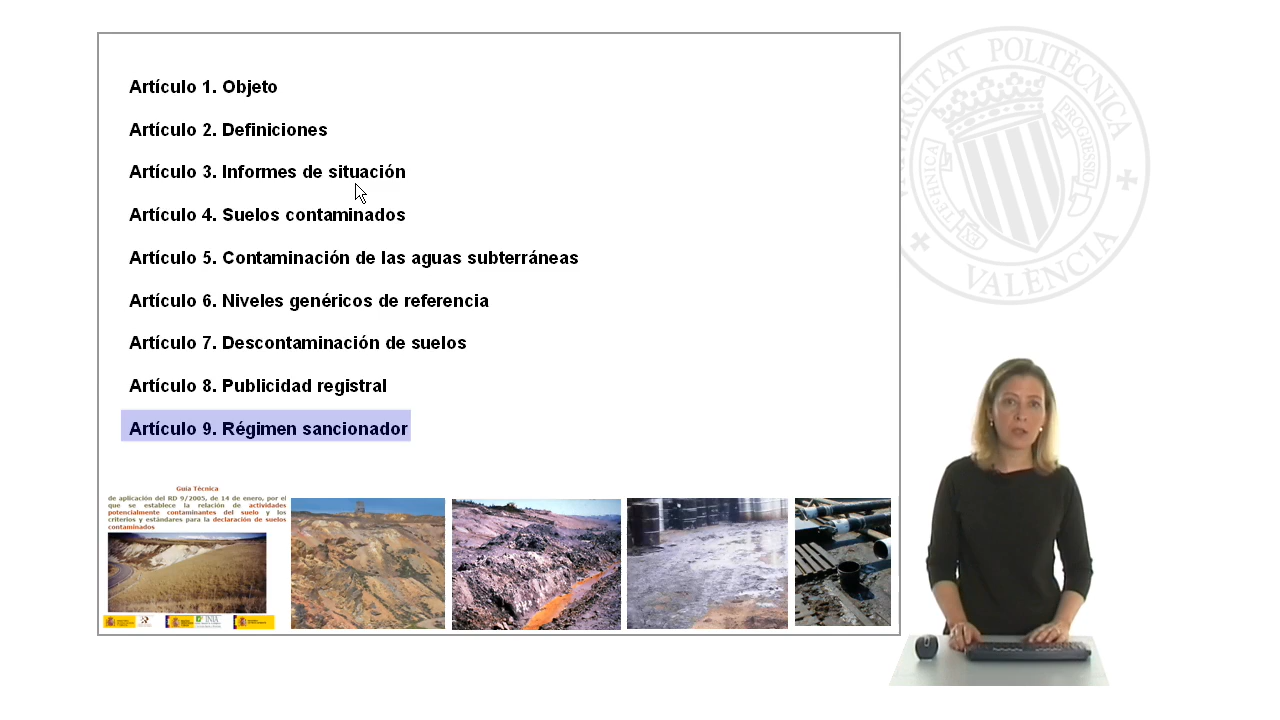 Artículo 1. Objeto
Artículo 2. Definiciones
Artículo 3. Informes de situación
Artículo 4. Suelos contaminados
Artículo 5. Contaminación de las aguas subterráneas
Artículo 6. Niveles genéricos de referencia
Artículo 7. Descontaminación de suelos
Artículo 8. Publicidad registral
Artículo 9. Régimen sancionador
Guía Técnica
de aplicación del RD 9/2005, de 14 de enero, por el
que se establece la relación de actividades
potencialmente contaminantes del suelo y los
criterios y estándares para la declaración de suelos
contaminados
INIA
POLITÈCNICA
VALÈNCIA
EX TECHNICA
PROGRESSIO